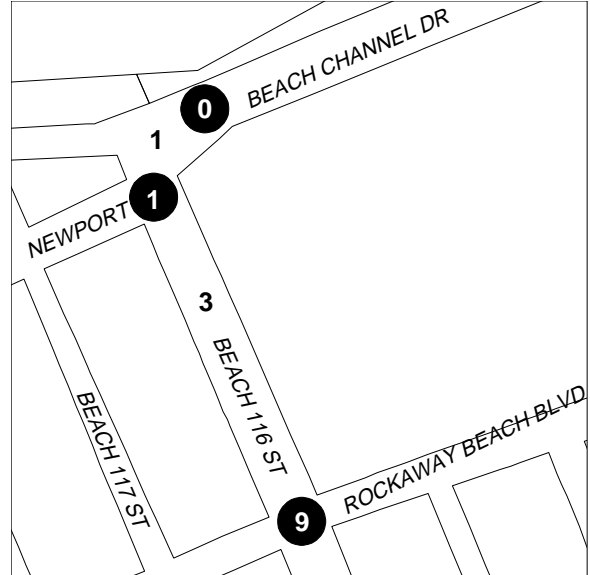 BEACH CHANNEL DR
0
1
1
NEWPORT
3
BEACH 116 ST
BEACH 117 ST
ROCKAWAY BEACH BLVD
9